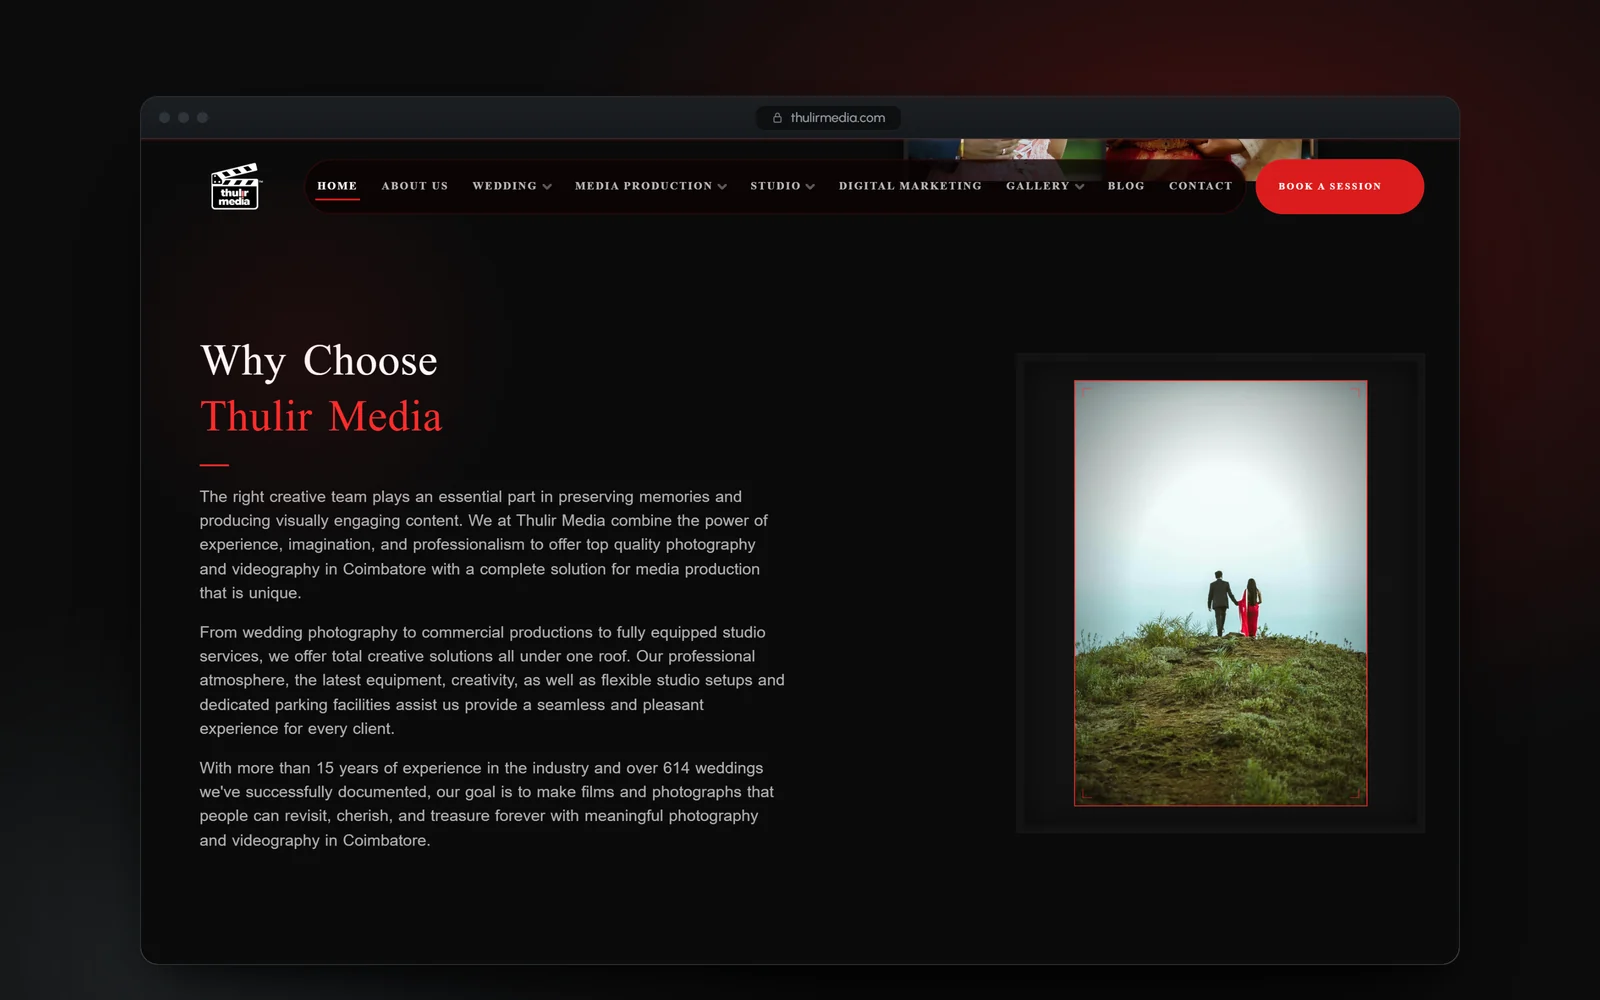 thulirmedia.com
thulir
media
HOME ABOUT US WEDDING MEDIA PRODUCTION STUDIO DIGITAL MARKETING GALLERY BLOG CONTACT BOOK A SESSION
Why Choose
Thulir Media
The right creative team plays an essential part in preserving memories and
producing visually engaging content. We at Thulir Media combine the power of
experience, imagination, and professionalism to offer top quality photography
and videography in Coimbatore with a complete solution for media production
that is unique.
From wedding photography to commercial productions to fully equipped studio
services, we offer total creative solutions all under one roof. Our professional
atmosphere, the latest equipment, creativity, as well as flexible studio setups and
dedicated parking facilities assist us provide a seamless and pleasant
experience for every client.
With more than 15 years of experience in the industry and over 614 weddings
we've successfully documented, our goal is to make films and photographs that
people can revisit, cherish, and treasure forever with meaningful photography
and videography in Coimbatore.